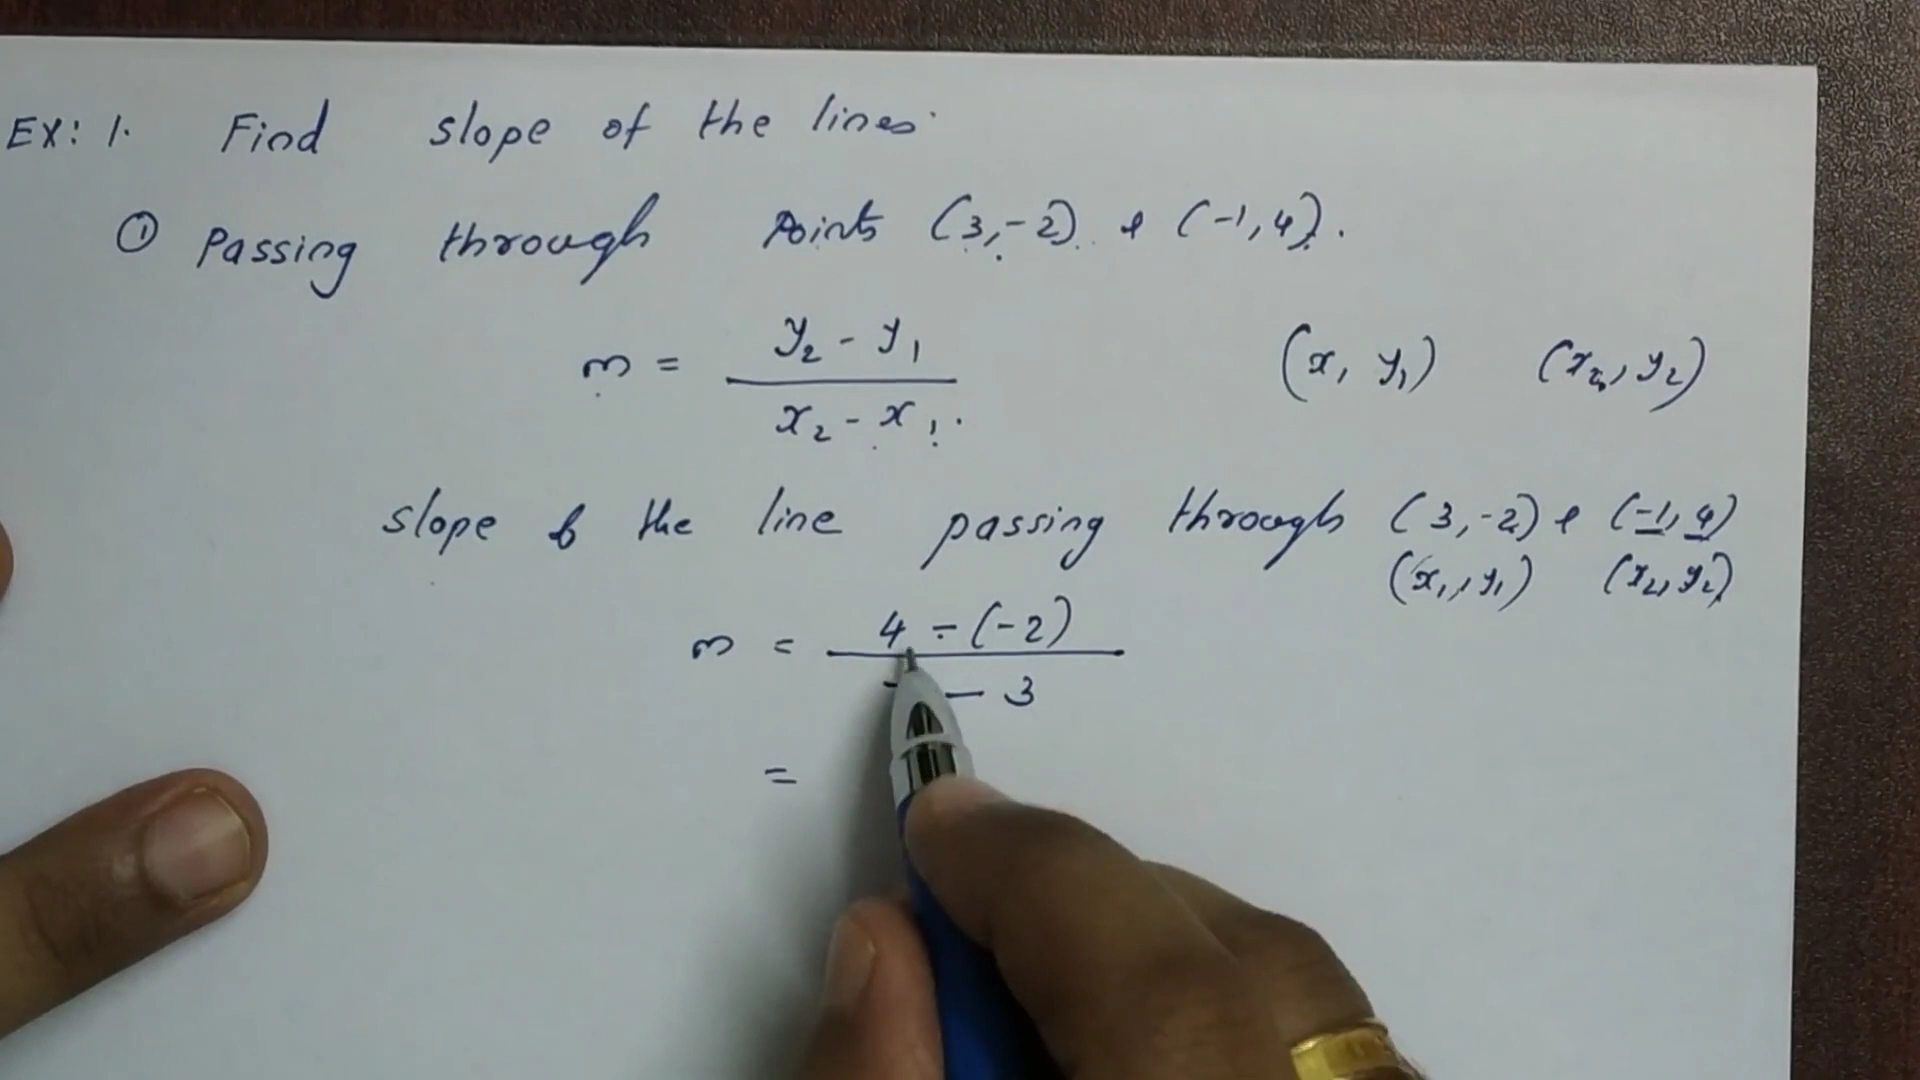 EX: 1. Find slope of the lines.
① Passing through points (3,-2) & (-1,4).
m = y₂ - y₁ / x₂ - x₁. (x, y₁) (x₂, y₂)
slope of the line passing through (3,-2) & (-1,4)
(x₁, y₁) (x₂, y₂)
m = 4 - (-2) / - - 3
=